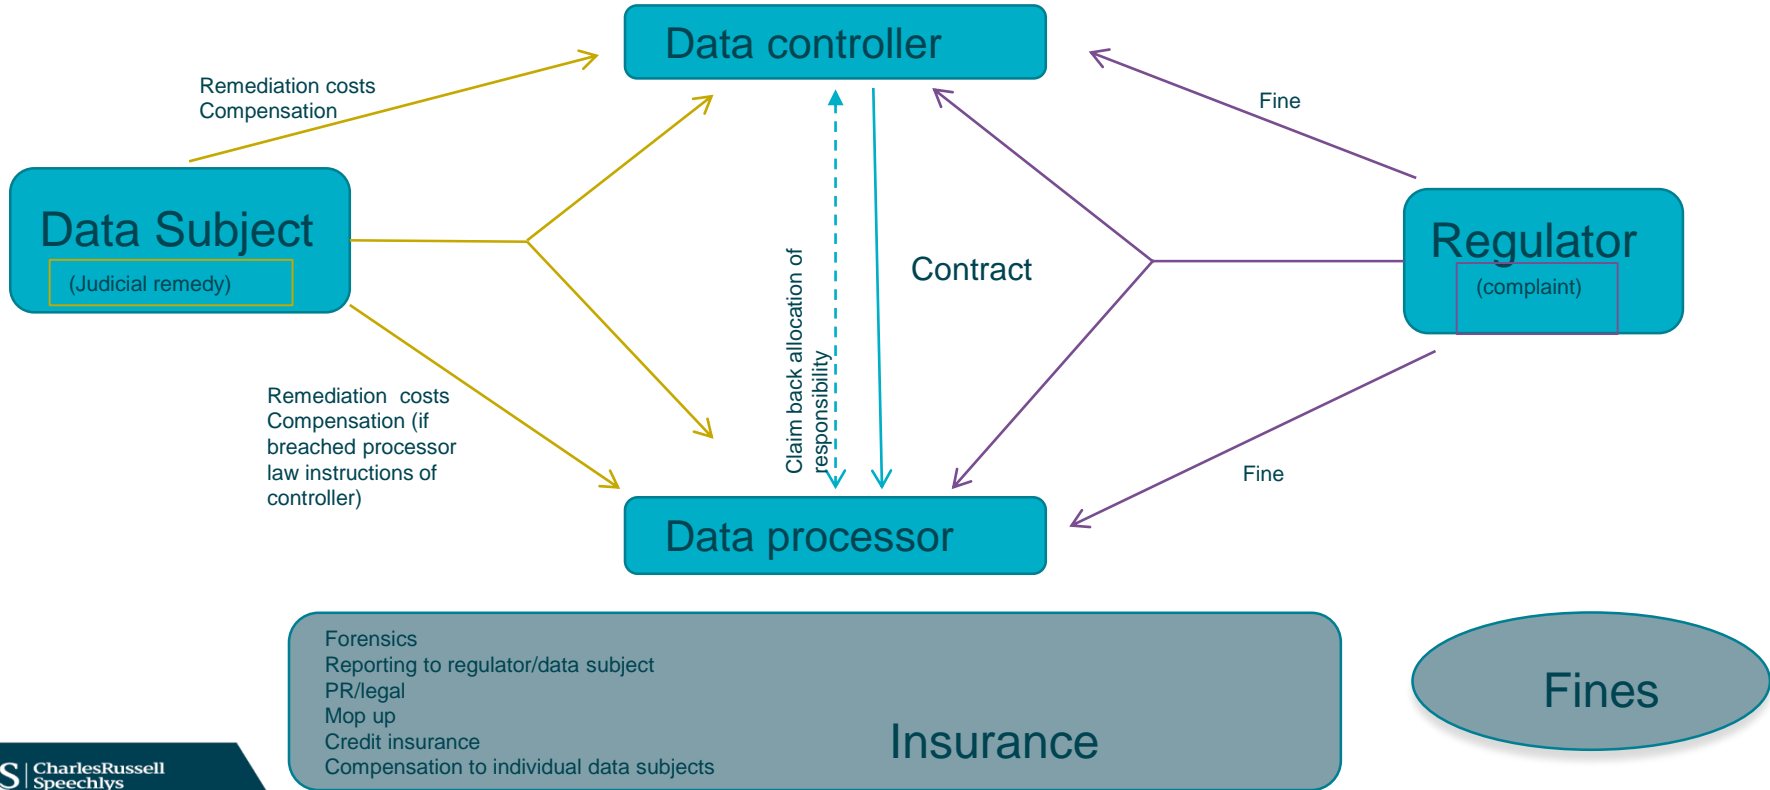 Data controller
Remediation costs
Compensation
Fine
Data Subject
(Judicial remedy)
Regulator
(complaint)
Claim back allocation of
responsibility
Contract
Remediation  costs
Compensation (if
breached processor
law instructions of
controller)
Fine
Data processor
Forensics
Reporting to regulator/data subject
PR/legal
Mop up
Credit insurance
Compensation to individual data subjects
Insurance
Fines
S
CharlesRussell
Speechlys